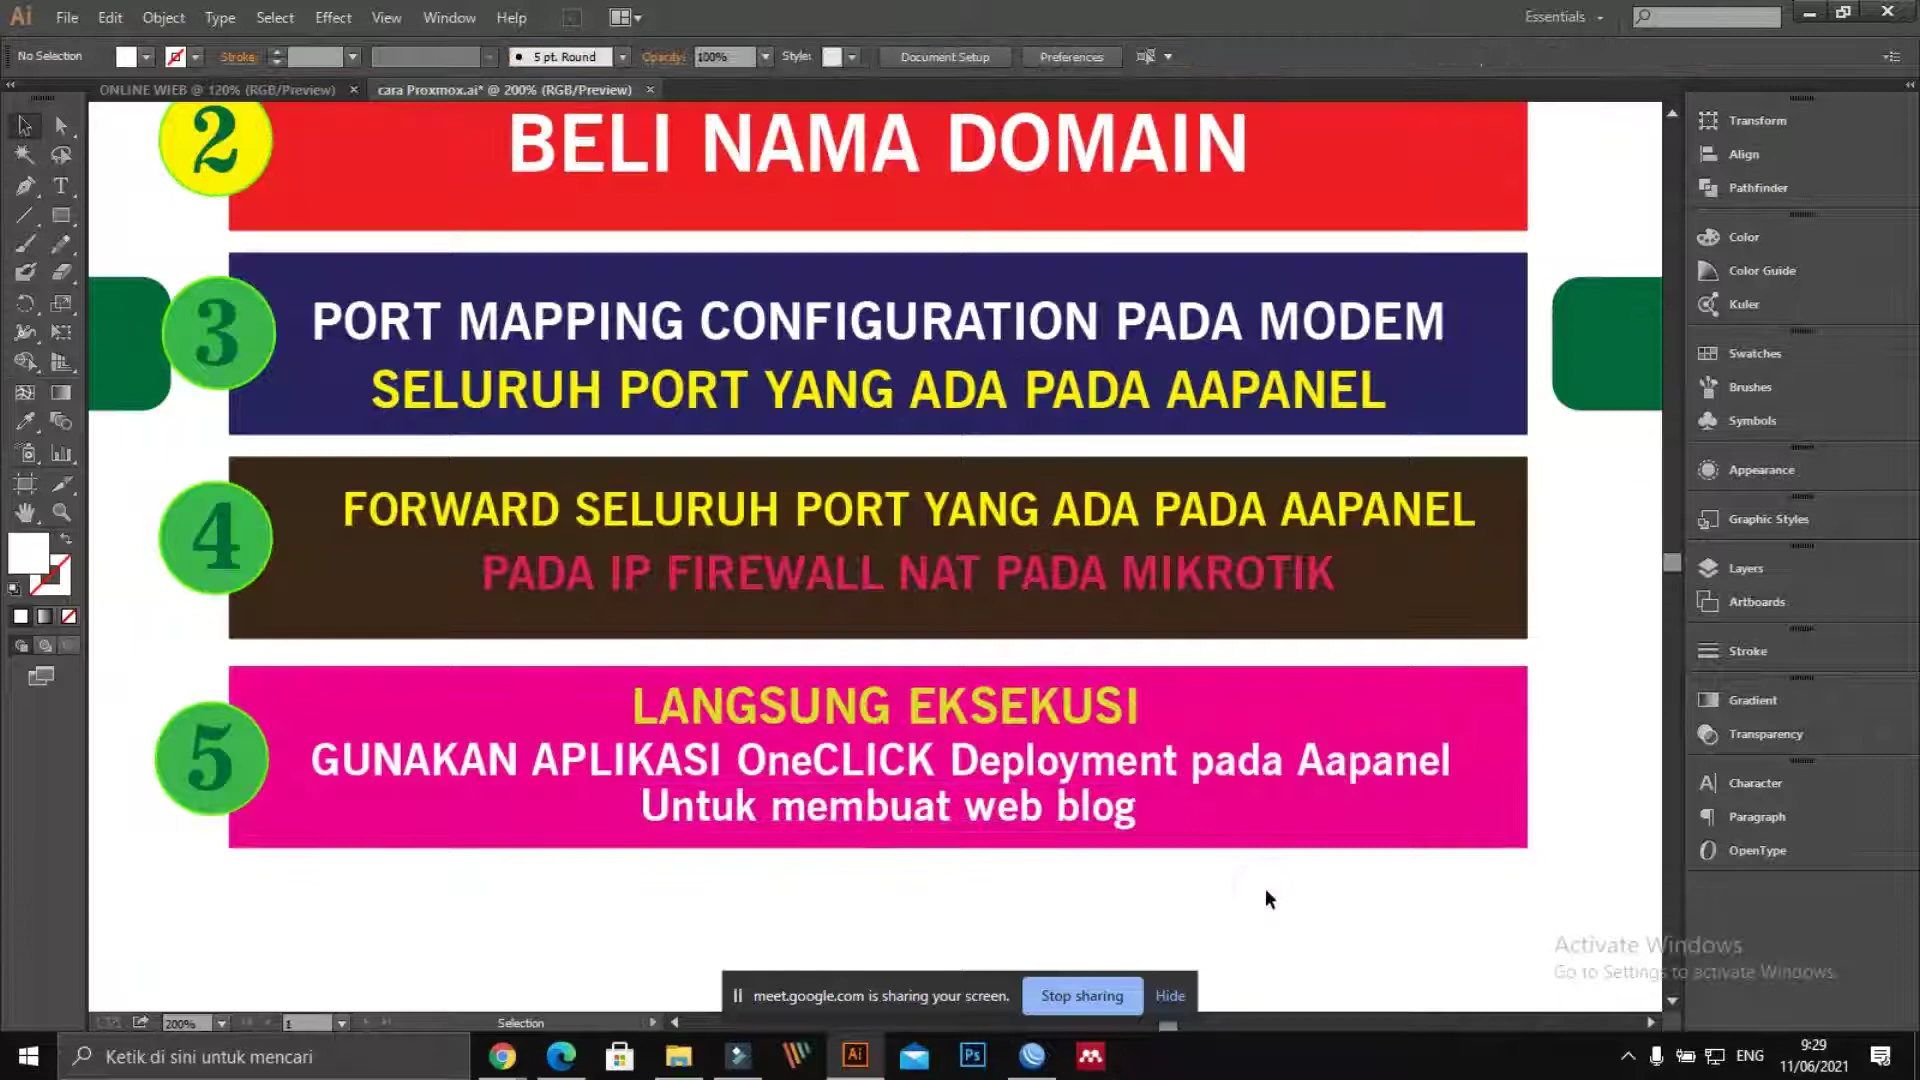 Ai File Edit Object Type Select Effect View Window Help Essentials
No Selection Stroke: 5 pt. Round Opacity: 100% Style: Document Setup Preferences
ONLINE WIEB @ 120% (RGB/Preview) × cara Proxmox.ai* @ 200% (RGB/Preview) ×
2 BELI NAMA DOMAIN
3 PORT MAPPING CONFIGURATION PADA MODEM
SELURUH PORT YANG ADA PADA AAPANEL
4 FORWARD SELURUH PORT YANG ADA PADA AAPANEL
PADA IP FIREWALL NAT PADA MIKROTIK
5 LANGSUNG EKSEKUSI
GUNAKAN APLIKASI OneCLICK Deployment pada Aapanel
Untuk membuat web blog
Transform
Align
Pathfinder
Color
Color Guide
Kuler
Swatches
Brushes
Symbols
Appearance
Graphic Styles
Layers
Artboards
Stroke
Gradient
Transparency
Character
Paragraph
OpenType
Activate Windows
Go to Settings to activate Windows.
meet.google.com is sharing your screen. Stop sharing Hide
200% 1 Selection
Ketik di sini untuk mencari
Ai Ps
ENG
9:29
11/06/2021